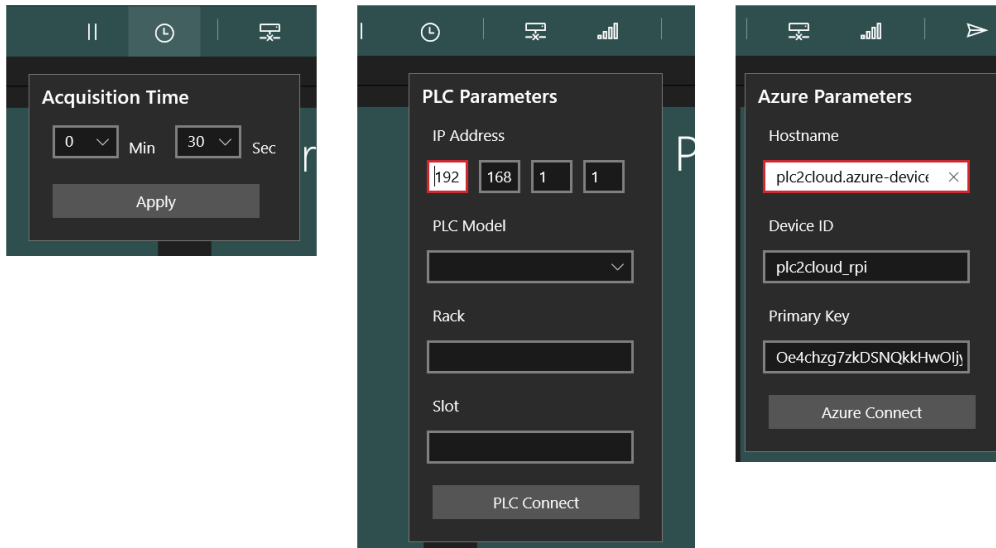 Acquisition Time
0 Min 30 Sec
Apply
PLC Parameters
IP Address
192 168 1 1
PLC Model
Rack
Slot
PLC Connect
P
Azure Parameters
Hostname
plc2cloud.azure-device
Device ID
plc2cloud_rpi
Primary Key
Oe4chzg7zkDSNQkkHwOIjy
Azure Connect